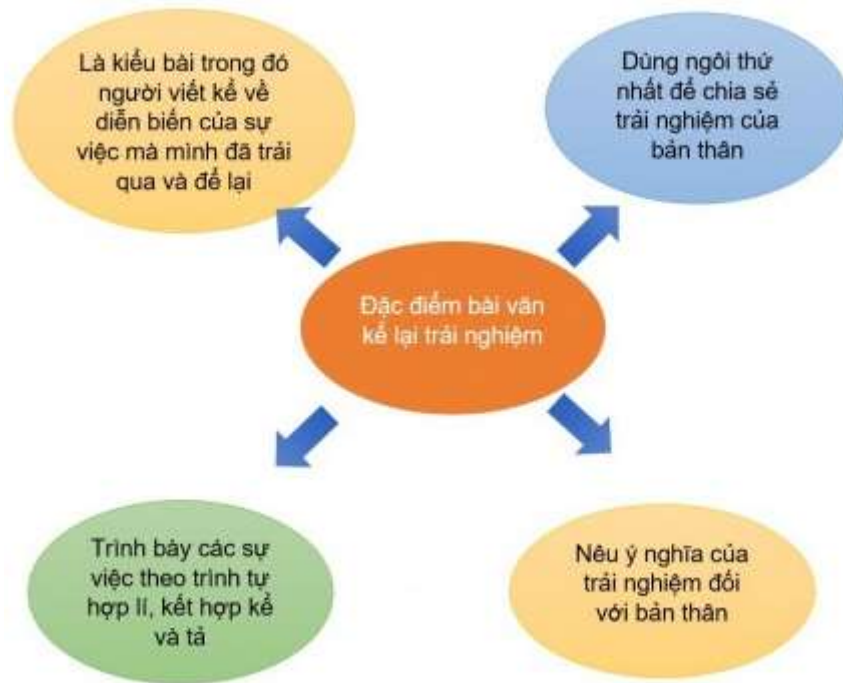 Là kiểu bài trong đó
người viết kể về
diễn biến của sự
việc mà mình đã trải
qua và để lại
Dùng ngôi thứ
nhất để chia sẻ
trải nghiệm của
bản thân
Đặc điểm bài văn
kể lại trải nghiệm
Trình bày các sự
việc theo trình tự
hợp lí, kết hợp kể
và tả
Nêu ý nghĩa của
trải nghiệm đối
với bản thân